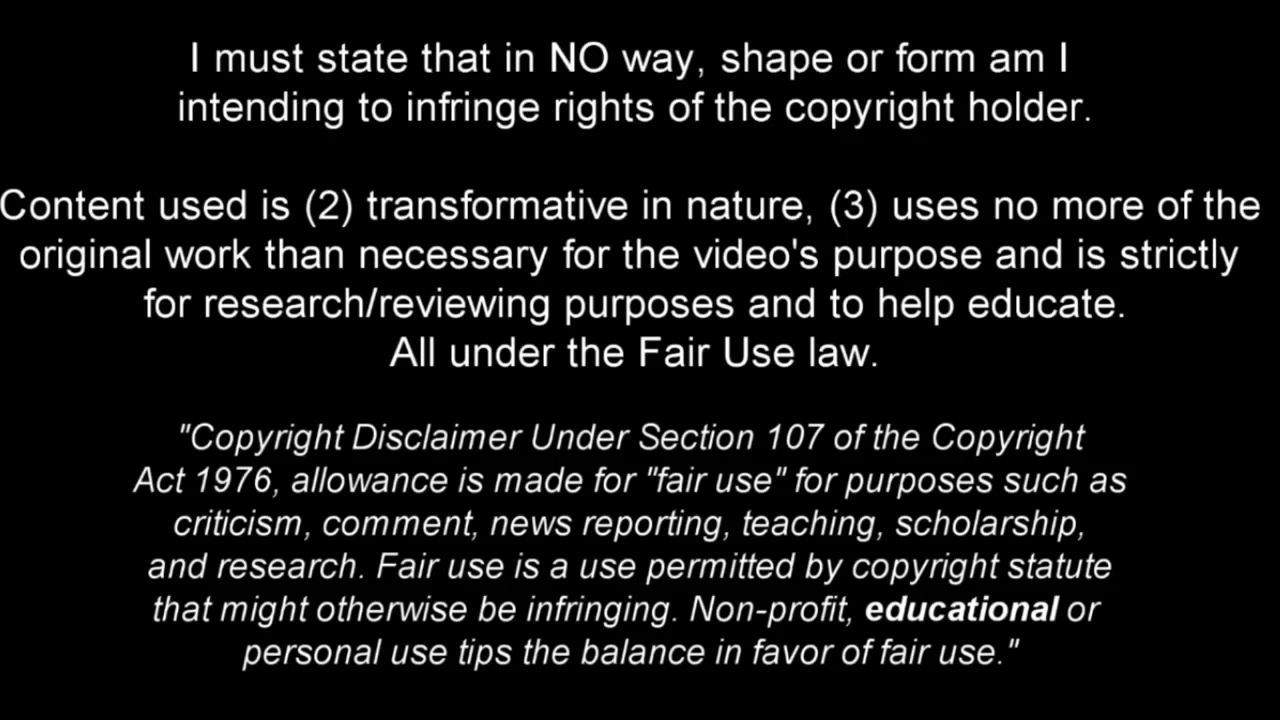 I must state that in NO way, shape or form am I
intending to infringe rights of the copyright holder.
Content used is (2) transformative in nature, (3) uses no more of the
original work than necessary for the video's purpose and is strictly
for research/reviewing purposes and to help educate.
All under the Fair Use law.
"Copyright Disclaimer Under Section 107 of the Copyright
Act 1976, allowance is made for "fair use" for purposes such as
criticism, comment, news reporting, teaching, scholarship,
and research. Fair use is a use permitted by copyright statute
that might otherwise be infringing. Non-profit, educational or
personal use tips the balance in favor of fair use."